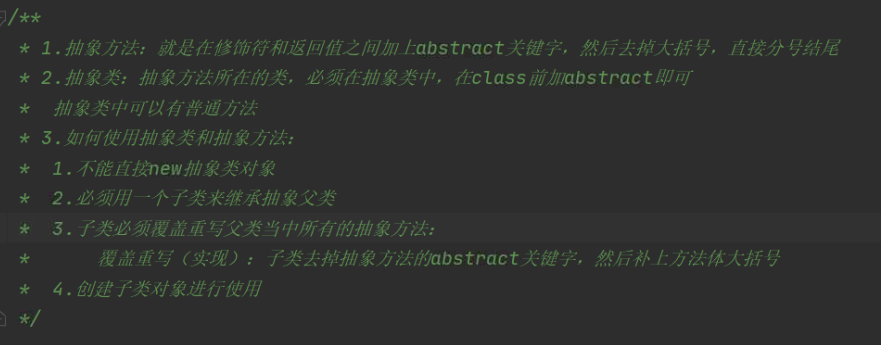 /**
* 1.抽象方法：就是在修饰符和返回值之间加上abstract关键字，然后去掉大括号，直接分号结尾
* 2.抽象类：抽象方法所在的类，必须在抽象类中，在class前加abstract即可
* 抽象类中可以有普通方法
* 3.如何使用抽象类和抽象方法：
* 1.不能直接new抽象类对象
* 2.必须用一个子类来继承抽象父类
* 3.子类必须覆盖重写父类当中所有的抽象方法：
* 覆盖重写（实现）：子类去掉抽象方法的abstract关键字，然后补上方法体大括号
* 4.创建子类对象进行使用
*/